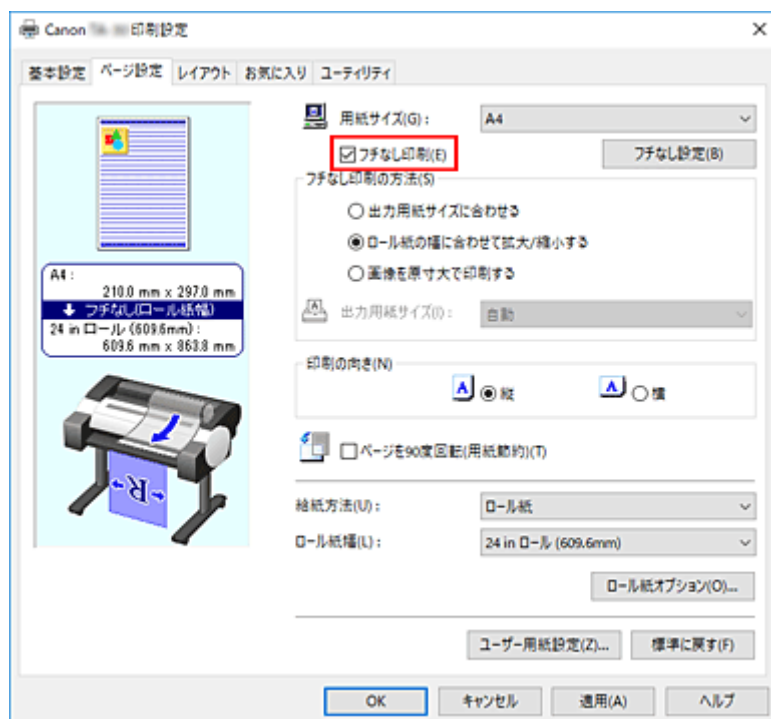 Canon 印刷設定
基本設定 ページ設定 レイアウト お気に入り ユーティリティ
用紙サイズ(G): A4
フチなし印刷(E) フチなし設定(B)
フチなし印刷の方法(S)
出力用紙サイズに合わせる
ロール紙の幅に合わせて拡大/縮小する
画像を原寸大で印刷する
出力用紙サイズ(I): 自動
A4:
210.0 mm x 297.0 mm
フチなし(ロール紙幅)
24 in ロール (609.6mm):
609.6 mm x 863.8 mm
印刷の向き(N)
A 縦 A 横
R
ページを90度回転(用紙節約)(T)
給紙方法(U): ロール紙
ロール紙幅(L): 24 in ロール (609.6mm)
ロール紙オプション(O)...
ユーザー用紙設定(Z)... 標準に戻す(F)
OK キャンセル 適用(A) ヘルプ